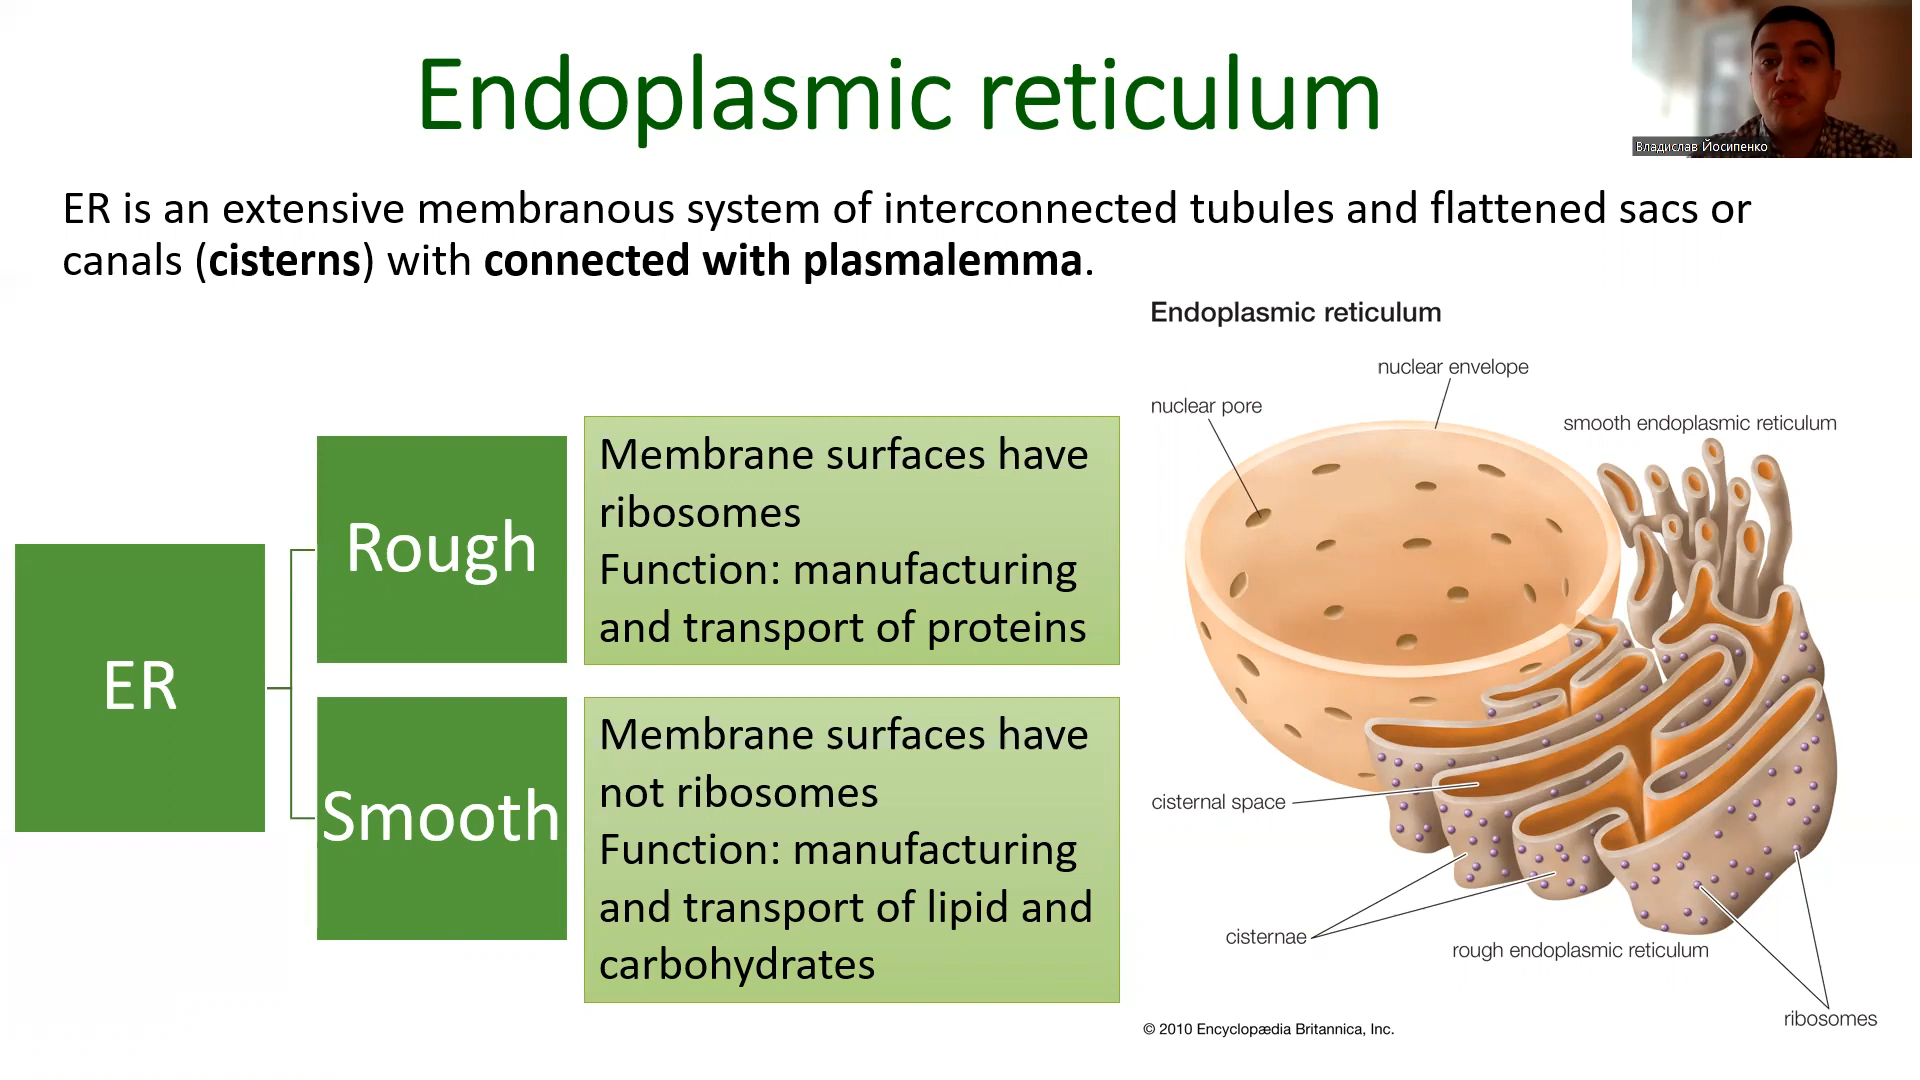 Endoplasmic reticulum
Владислав Йосипенко
ER is an extensive membranous system of interconnected tubules and flattened sacs or
canals (cisterns) with connected with plasmalemma.
ER
Rough
Membrane surfaces have
ribosomes
Function: manufacturing
and transport of proteins
Smooth
Membrane surfaces have
not ribosomes
Function: manufacturing
and transport of lipid and
carbohydrates
Endoplasmic reticulum
nuclear envelope
nuclear pore
smooth endoplasmic reticulum
cisternal space
cisternae
rough endoplasmic reticulum
ribosomes
© 2010 Encyclopædia Britannica, Inc.